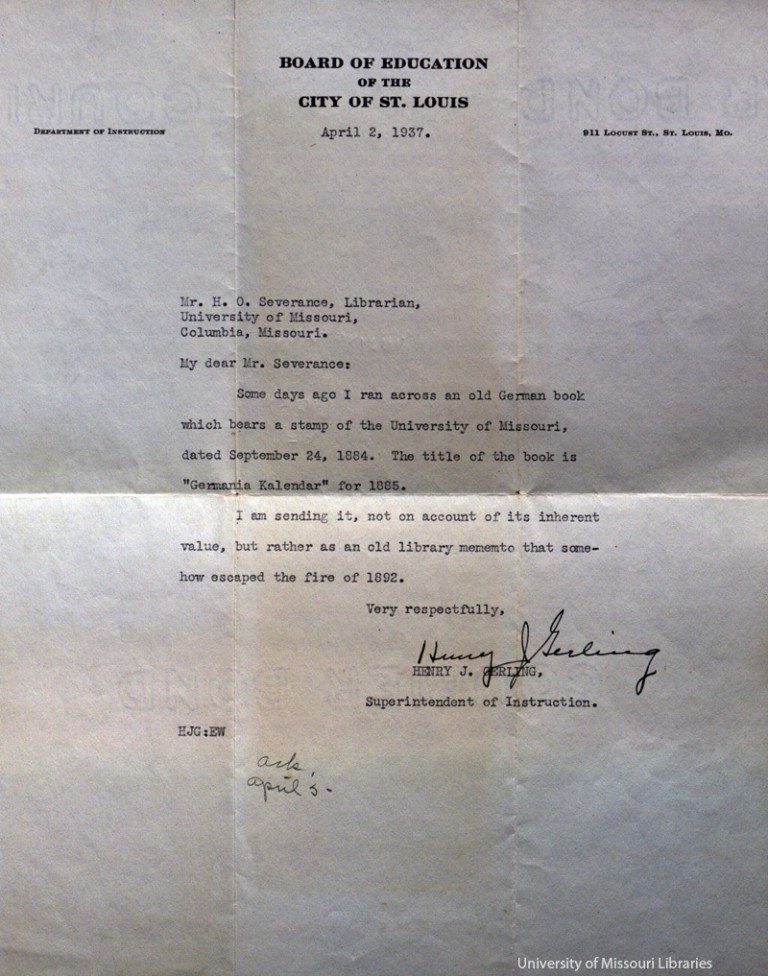 BOARD OF EDUCATION
OF THE
CITY OF ST. LOUIS
DEPARTMENT OF INSTRUCTION
April 2, 1937.
911 LOCUST ST., ST. LOUIS, MO.
Mr. H. O. Severance, Librarian,
University of Missouri,
Columbia, Missouri.
My dear Mr. Severance:
Some days ago I ran across an old German book
which bears a stamp of the University of Missouri,
dated September 24, 1884. The title of the book is
"Germania Kalendar" for 1885.
I am sending it, not on account of its inherent
value, but rather as an old library mememto that some-
how escaped the fire of 1892.
Very respectfully,
Henry J Gerling
HENRY J. GERLING,
Superintendent of Instruction.
HJG:EW
ack.
April 5-
University of Missouri Libraries